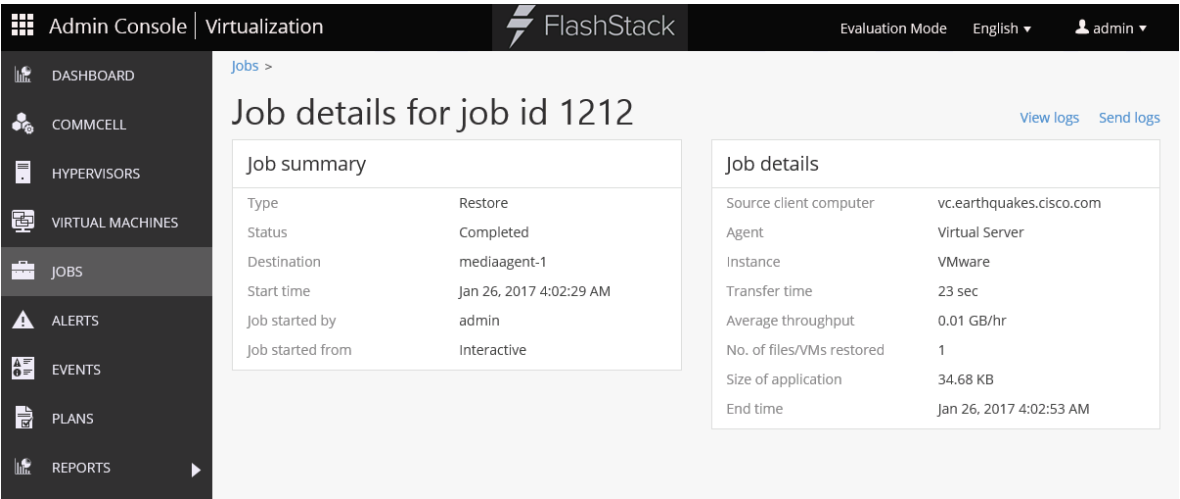 Admin Console | Virtualization
FlashStack
Evaluation Mode English admin
DASHBOARD
COMMCELL
HYPERVISORS
VIRTUAL MACHINES
JOBS
ALERTS
EVENTS
PLANS
REPORTS
Jobs >
Job details for job id 1212
View logs Send logs
Job summary
Type Restore
Status Completed
Destination mediaagent-1
Start time Jan 26, 2017 4:02:29 AM
Job started by admin
Job started from Interactive
Job details
Source client computer vc.earthquakes.cisco.com
Agent Virtual Server
Instance VMware
Transfer time 23 sec
Average throughput 0.01 GB/hr
No. of files/VMs restored 1
Size of application 34.68 KB
End time Jan 26, 2017 4:02:53 AM